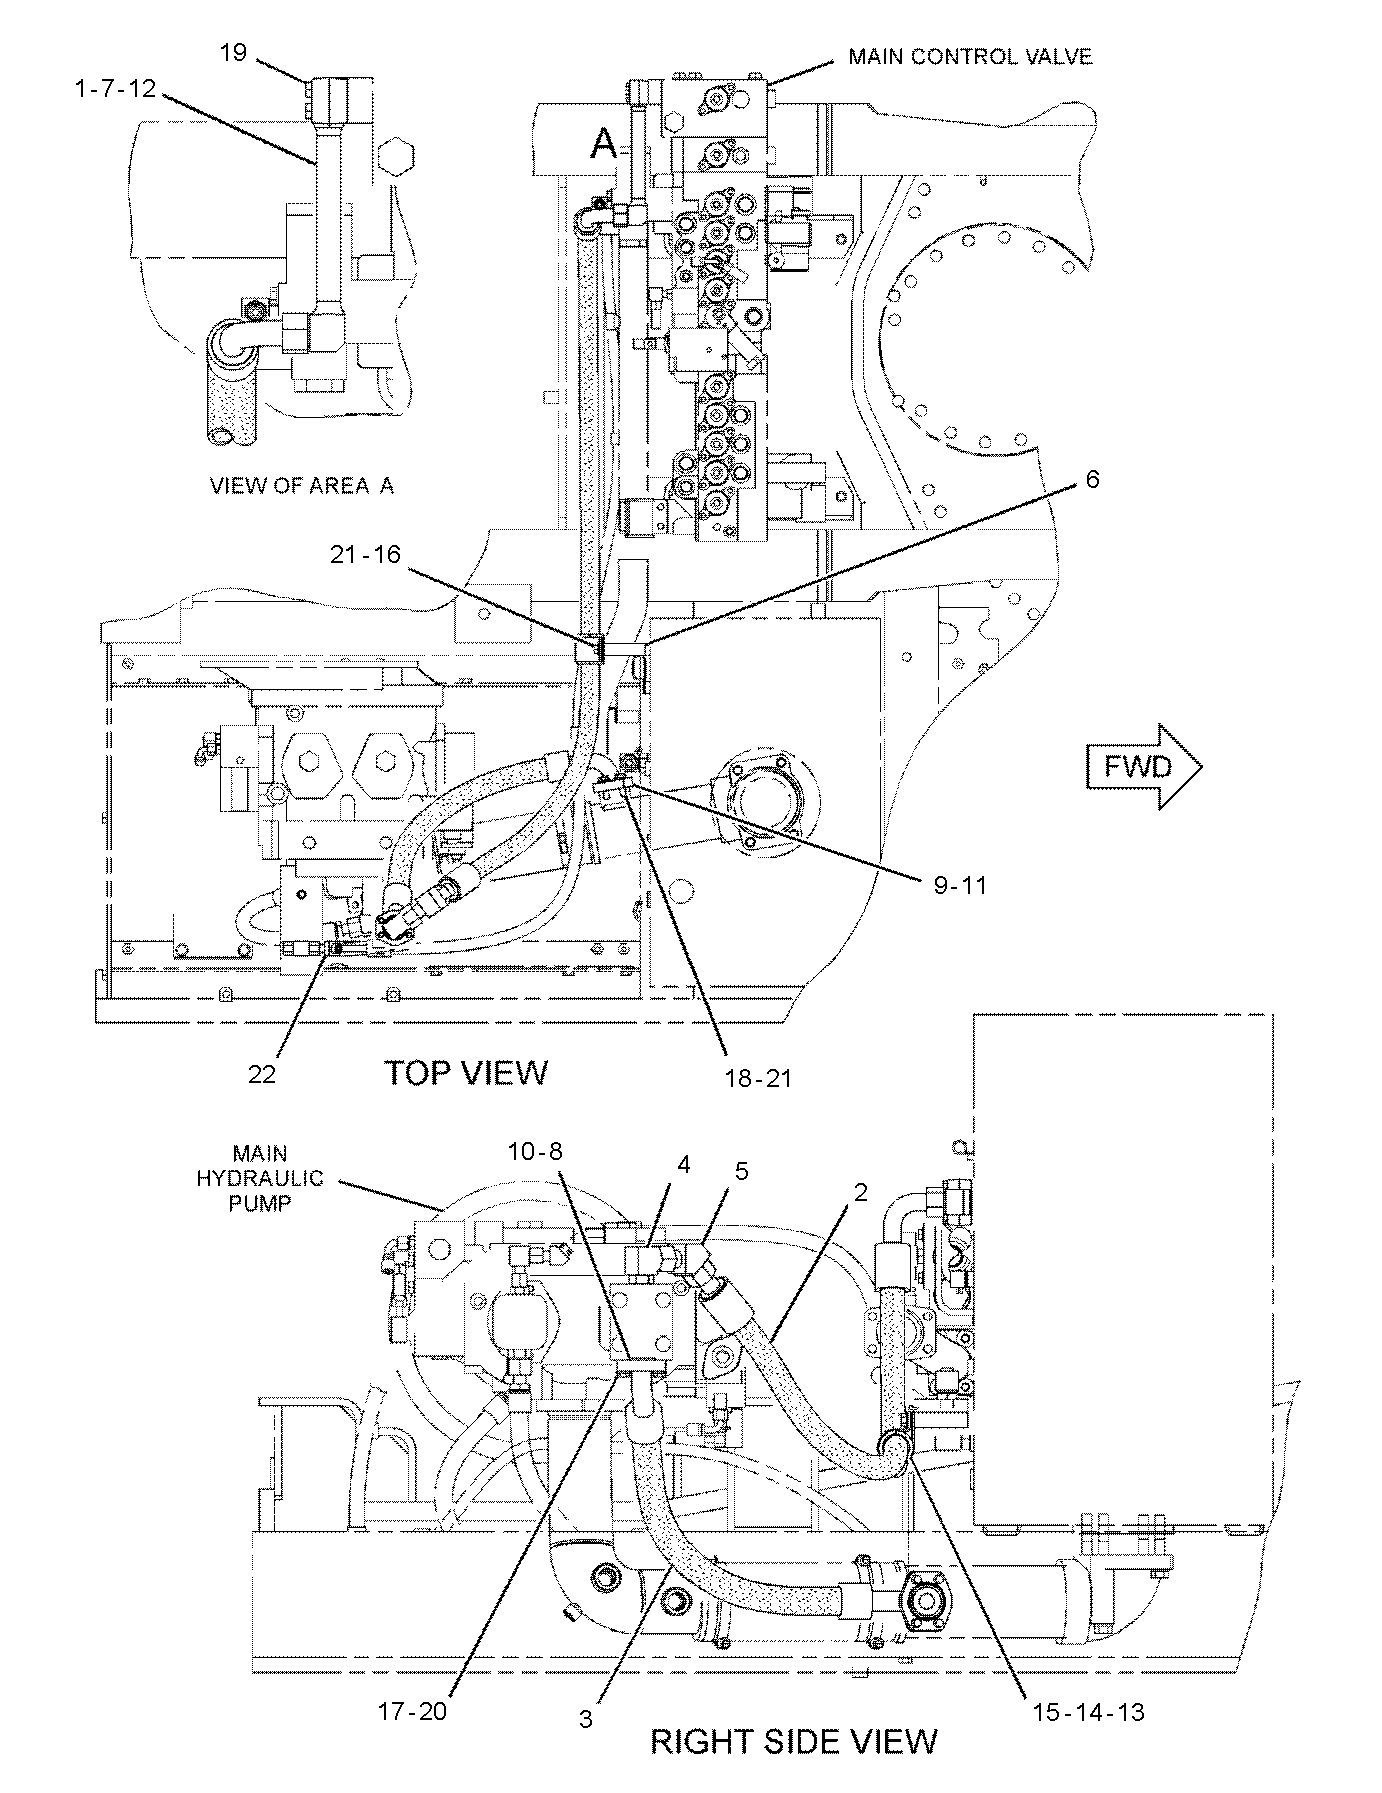 19
1-7-12
MAIN CONTROL VALVE
A
VIEW OF AREA A
6
21-16
FWD
9-11
22
TOP VIEW
18-21
MAIN
HYDRAULIC
PUMP
10-8
4
5
2
17-20
3
15-14-13
RIGHT SIDE VIEW